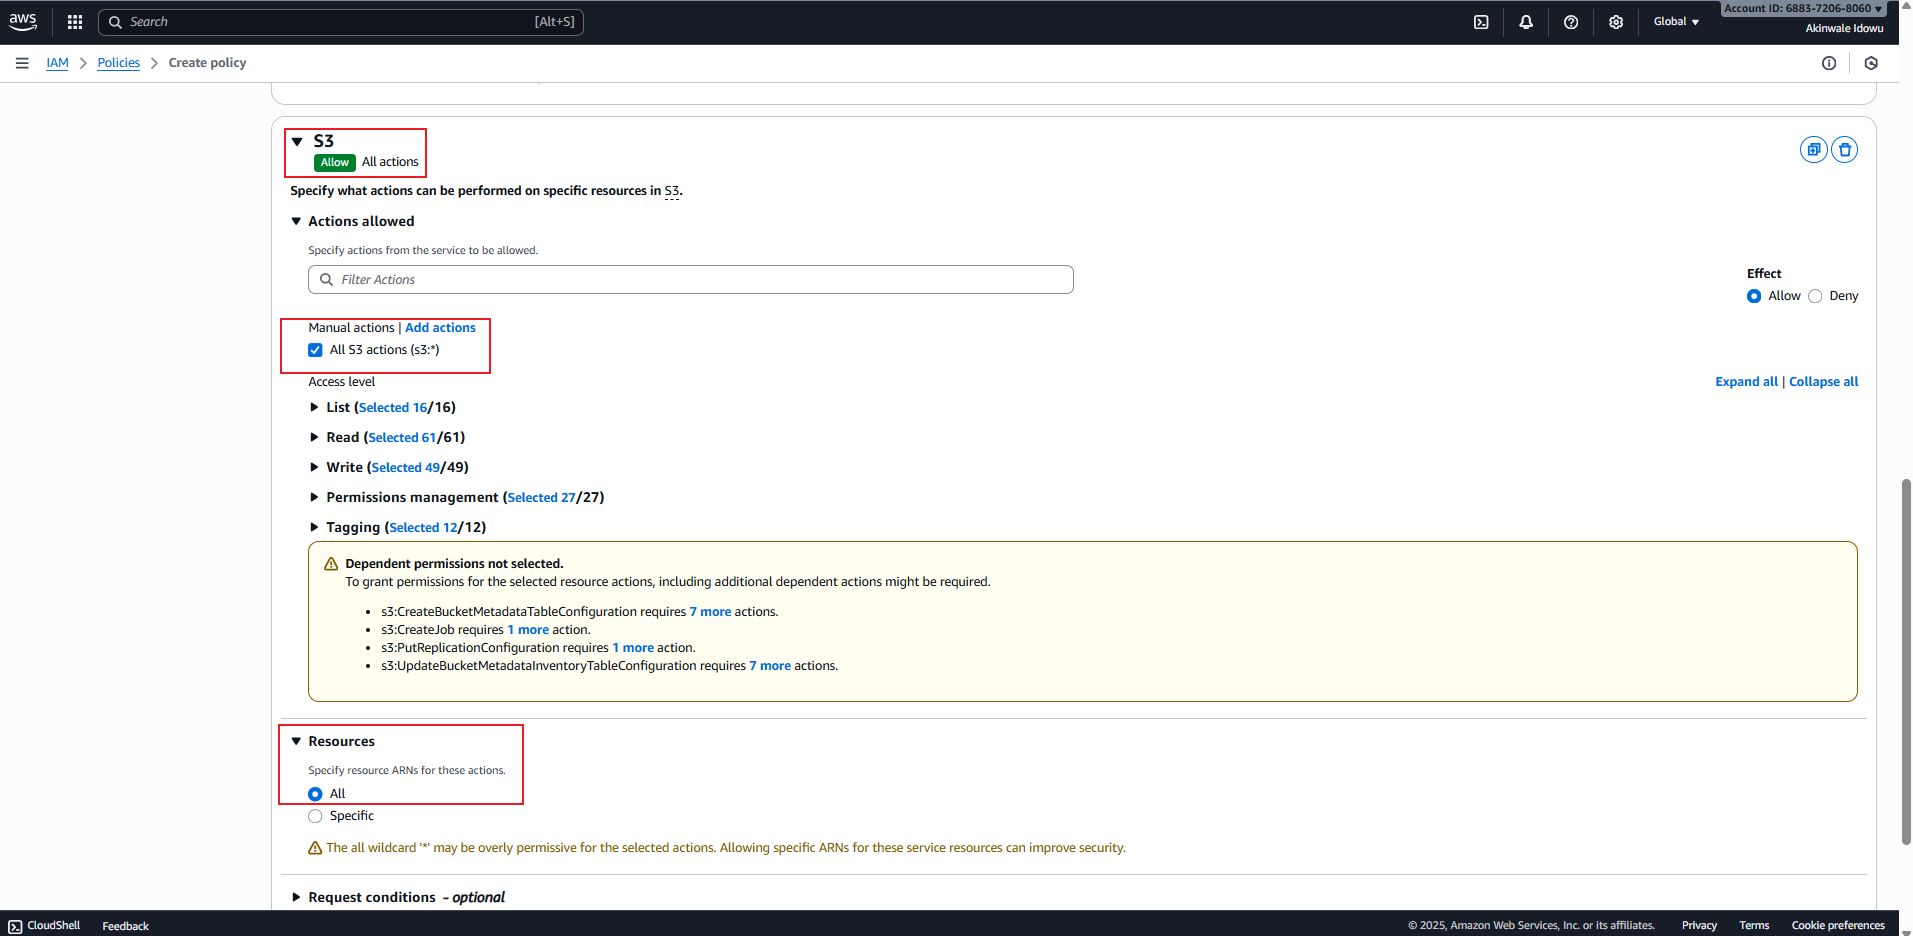 aws
Search
[Alt+S]
Global
Account ID: 6883-7206-8060
Akinwale Idowu
IAM
Policies
Create policy
S3
Allow All actions
Specify what actions can be performed on specific resources in S3.
Actions allowed
Specify actions from the service to be allowed.
Filter Actions
Effect
Allow
Deny
Manual actions | Add actions
All S3 actions (s3:*)
Access level
Expand all | Collapse all
List (Selected 16/16)
Read (Selected 61/61)
Write (Selected 49/49)
Permissions management (Selected 27/27)
Tagging (Selected 12/12)
Dependent permissions not selected.
To grant permissions for the selected resource actions, including additional dependent actions might be required.
• s3:CreateBucketMetadataTableConfiguration requires 7 more actions.
• s3:CreateJob requires 1 more action.
• s3:PutReplicationConfiguration requires 1 more action.
• s3:UpdateBucketMetadataInventoryTableConfiguration requires 7 more actions.
Resources
Specify resource ARNs for these actions.
All
Specific
The all wildcard '*' may be overly permissive for the selected actions. Allowing specific ARNs for these service resources can improve security.
Request conditions - optional
CloudShell
Feedback
© 2025, Amazon Web Services, Inc. or its affiliates.
Privacy
Terms
Cookie preferences